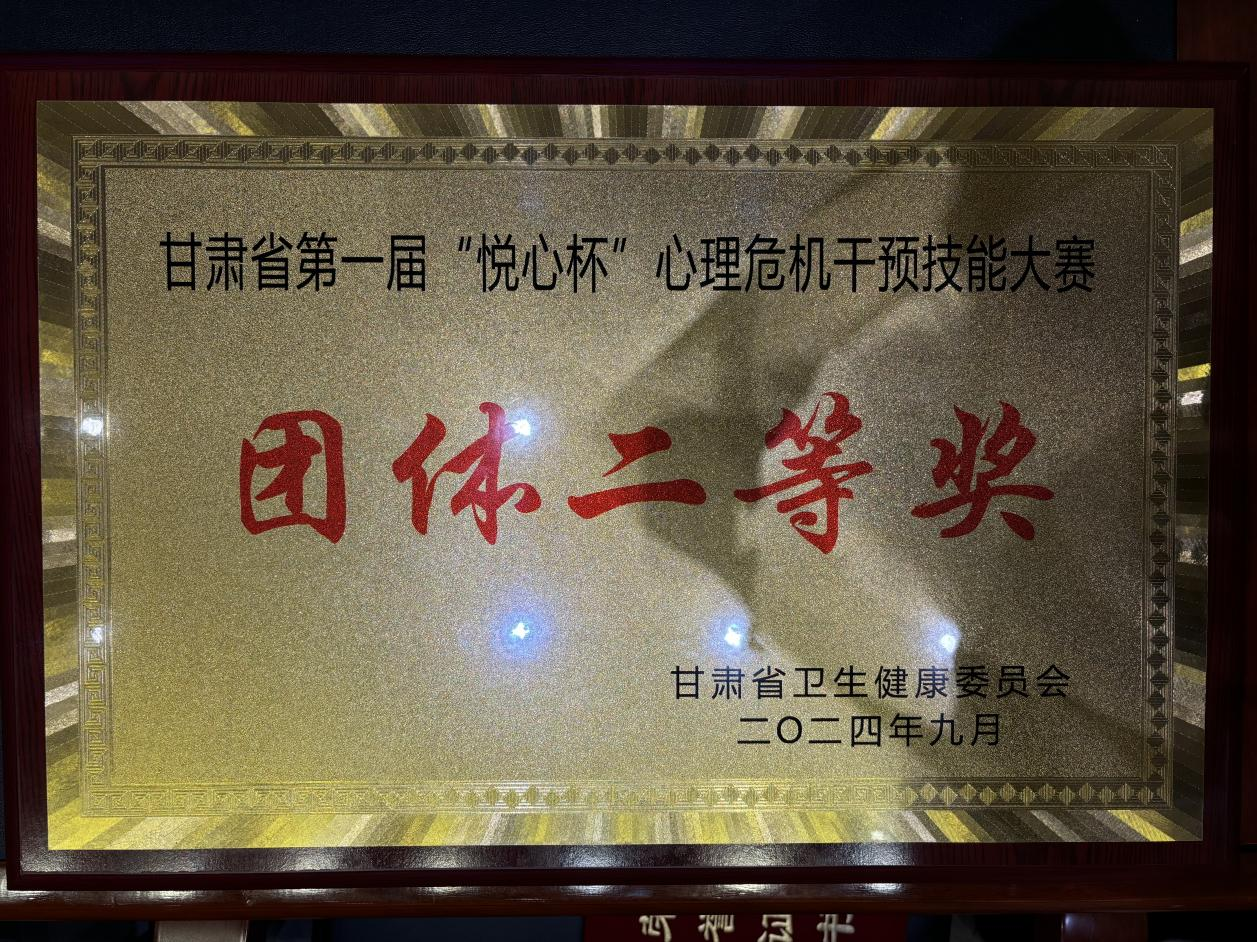 甘肃省第一届“悦心杯”心理危机干预技能大赛
团体二等奖
甘肃省卫生健康委员会
二〇二四年九月